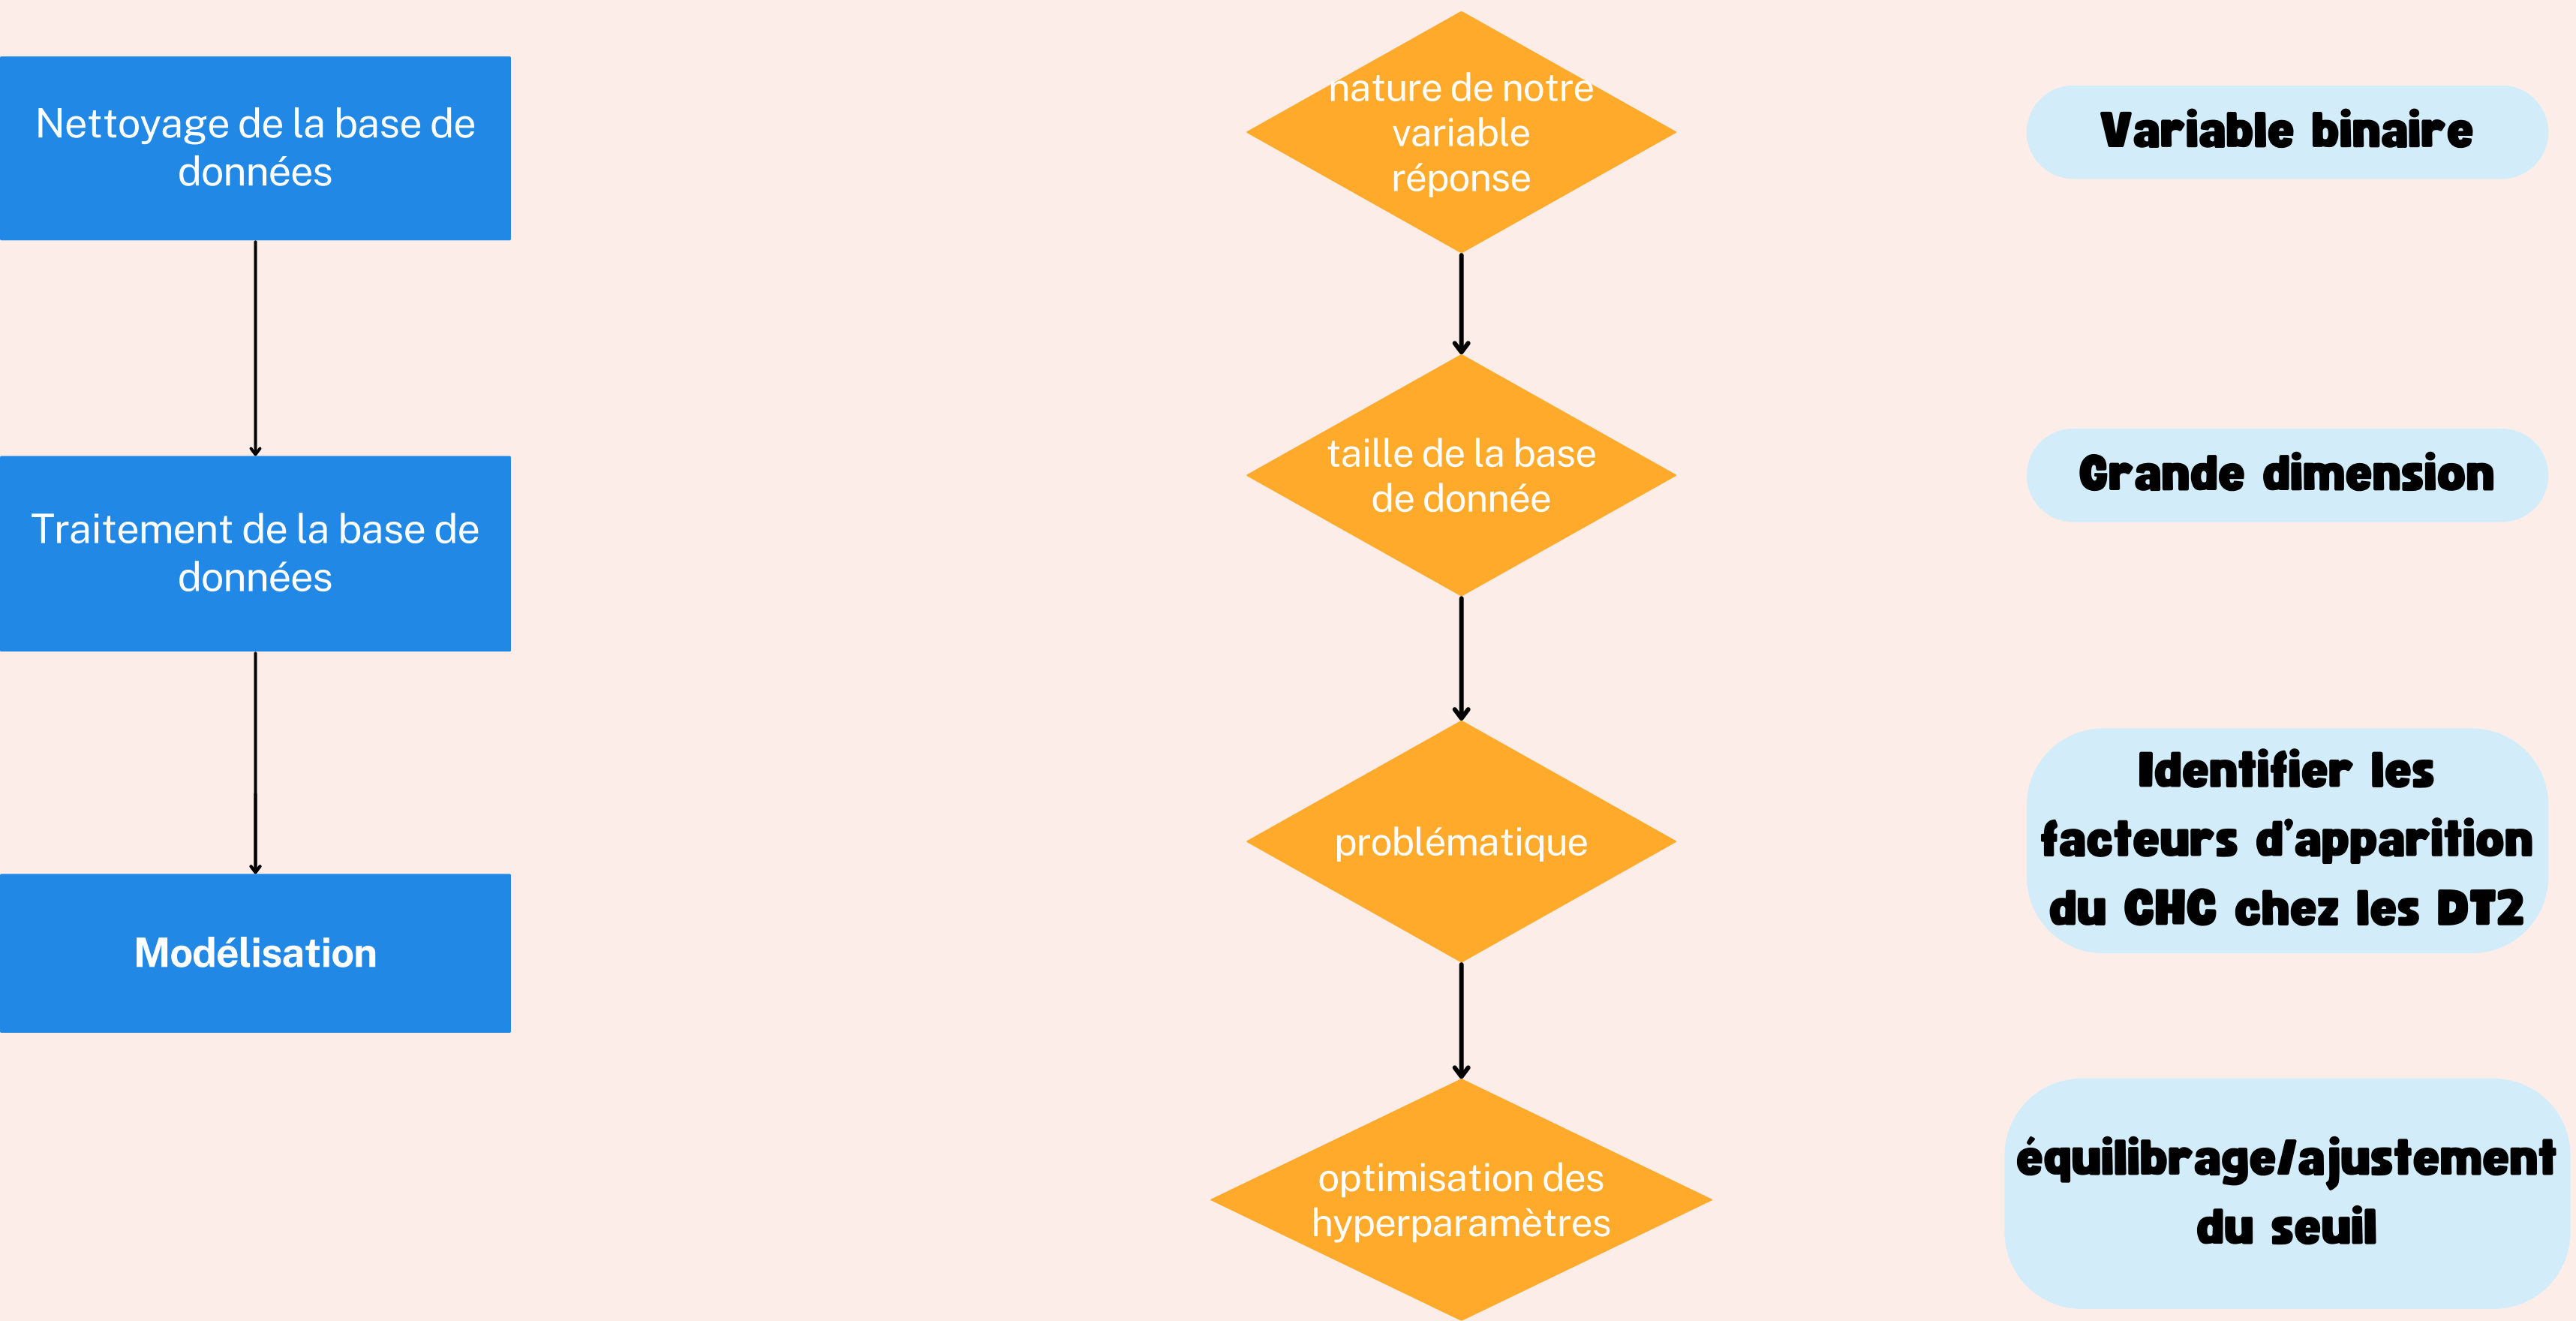 Nettoyage de la base de
données
Traitement de la base de
données
Modélisation
nature de notre
variable
réponse
taille de la base
de donnée
problématique
optimisation des
hyperparamètres
Variable binaire
Grande dimension
Identifier les
facteurs d'apparition
du CHC chez les DT2
équilibrage/ajustement
du seuil